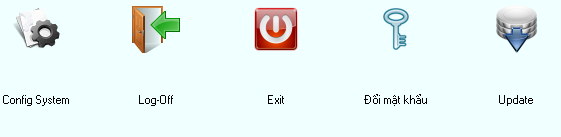 Config System Log-Off Exit Đổi mật khẩu Update